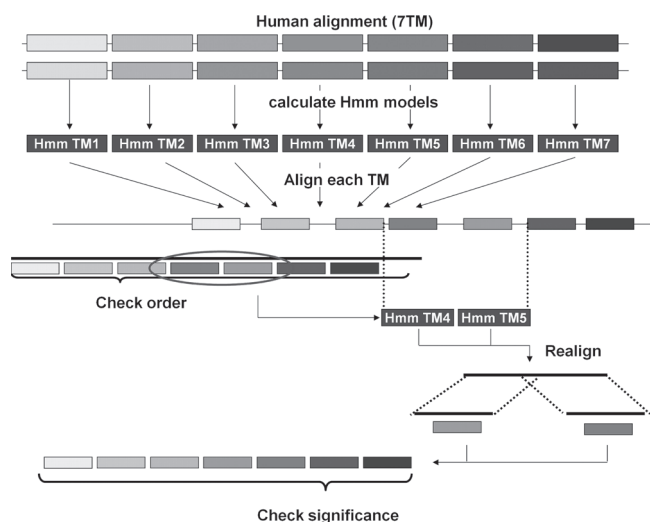 Human alignment (7TM)
calculate Hmm models
Hmm TM1 Hmm TM2 Hmm TM3 Hmm TM4 Hmm TM5 Hmm TM6 Hmm TM7
Align each TM
Check order
Hmm TM4 Hmm TM5
Realign
Check significance